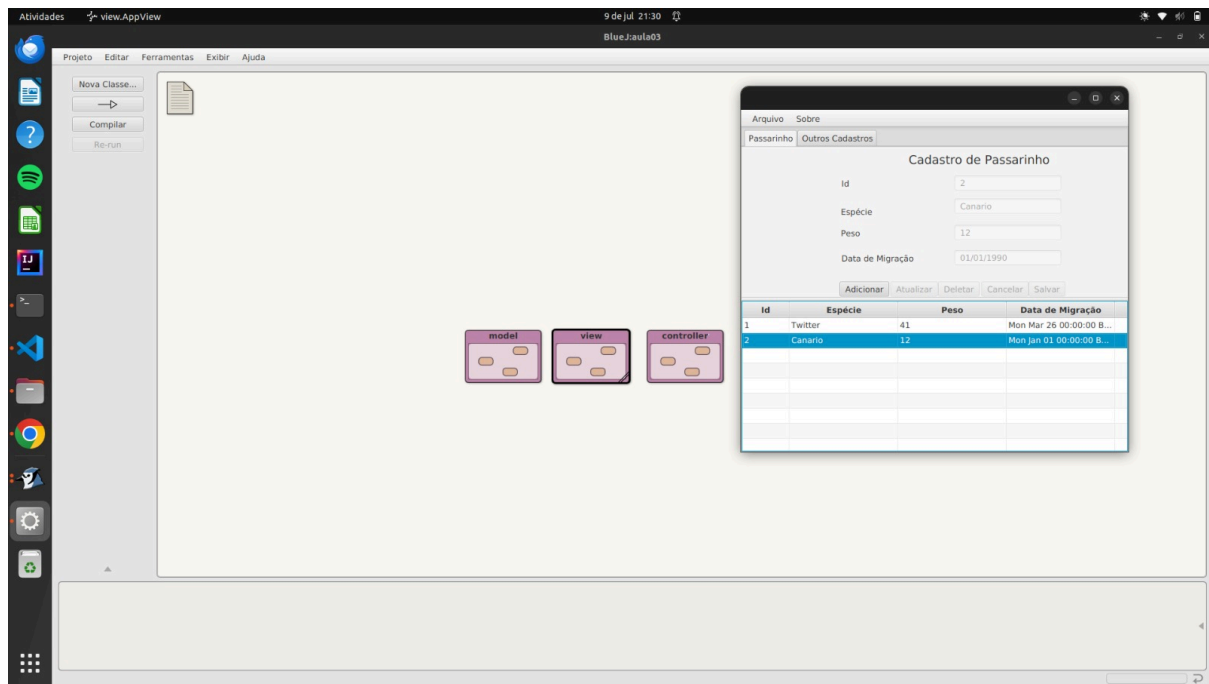 Atividades view.AppView 9 de jul 21:30
BlueJ:aula03
Projeto Editar Ferramentas Exibir Ajuda
Nova Classe...
Compilar
Re-run
model
view
controller
Arquivo Sobre
Passarinho Outros Cadastros
Cadastro de Passarinho
Id 2
Espécie Canario
Peso 12
Data de Migração 01/01/1990
Adicionar Atualizar Deletar Cancelar Salvar
Id Espécie Peso Data de Migração
1 Twitter 41 Mon Mar 26 00:00:00 B...
2 Canario 12 Mon Jan 01 00:00:00 B...